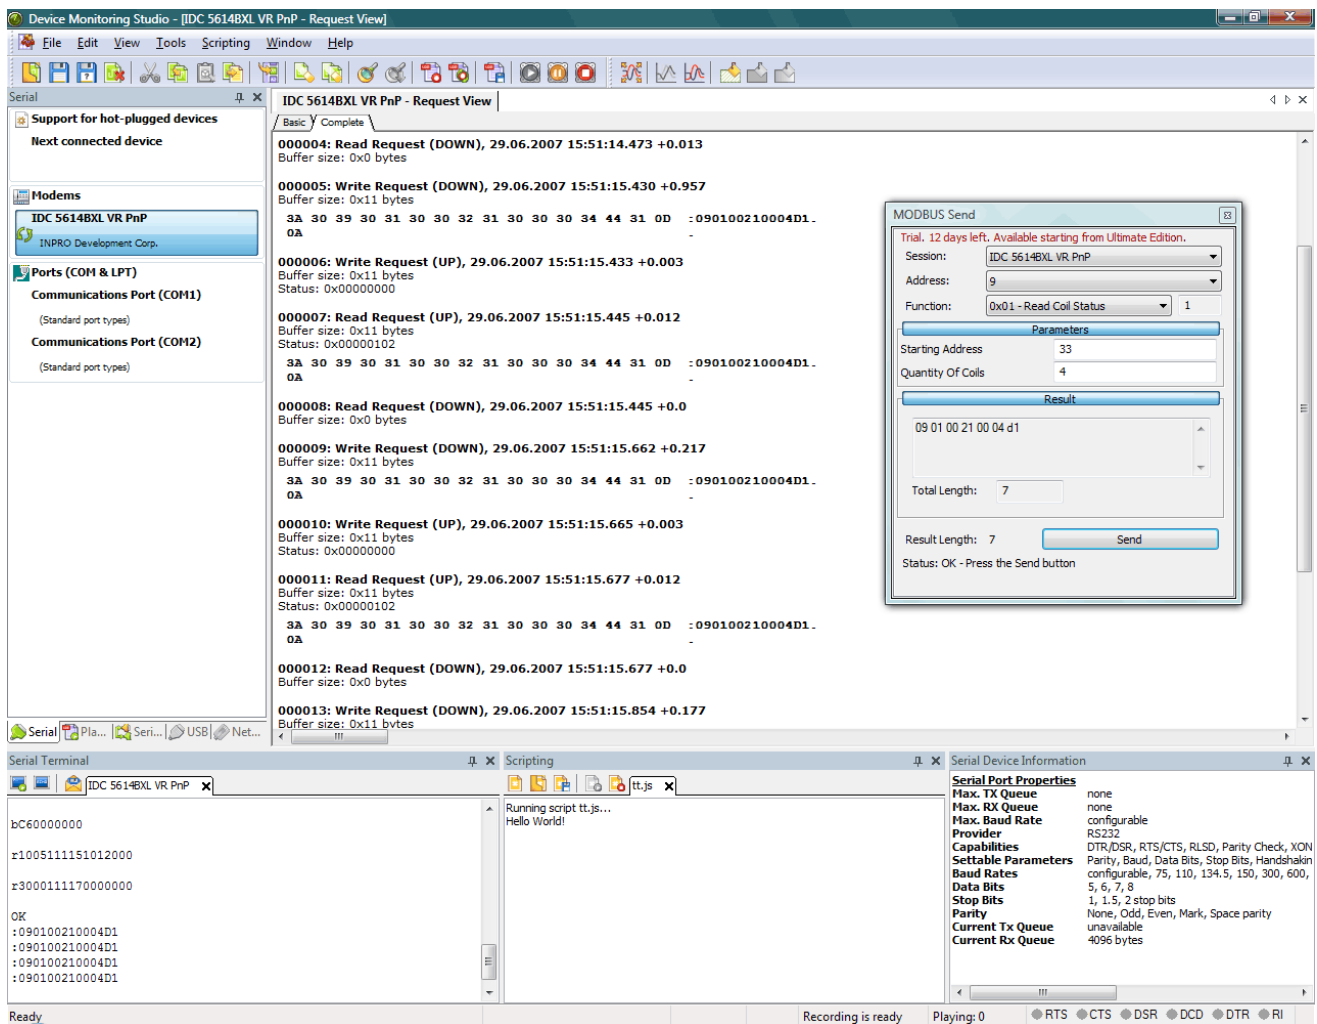 Device Monitoring Studio - [IDC 5614BXL VR PnP - Request View]
File Edit View Tools Scripting Window Help
Serial
Support for hot-plugged devices
Next connected device
Modems
IDC 5614BXL VR PnP
INPRO Development Corp.
Ports (COM & LPT)
Communications Port (COM1)
(Standard port types)
Communications Port (COM2)
(Standard port types)
Serial Pla... Seri... USB Net...
IDC 5614BXL VR PnP - Request View
Basic Complete
000004: Read Request (DOWN), 29.06.2007 15:51:14.473 +0.013
Buffer size: 0x0 bytes
000005: Write Request (DOWN), 29.06.2007 15:51:15.430 +0.957
Buffer size: 0x11 bytes
3A 30 39 30 31 30 30 32 31 30 30 30 34 44 31 0D :090100210004D1.
0A .
000006: Write Request (UP), 29.06.2007 15:51:15.433 +0.003
Buffer size: 0x11 bytes
Status: 0x00000000
000007: Read Request (UP), 29.06.2007 15:51:15.445 +0.012
Buffer size: 0x11 bytes
Status: 0x00000102
3A 30 39 30 31 30 30 32 31 30 30 30 34 44 31 0D :090100210004D1.
0A .
000008: Read Request (DOWN), 29.06.2007 15:51:15.445 +0.0
Buffer size: 0x0 bytes
000009: Write Request (DOWN), 29.06.2007 15:51:15.662 +0.217
Buffer size: 0x11 bytes
3A 30 39 30 31 30 30 32 31 30 30 30 34 44 31 0D :090100210004D1.
0A .
000010: Write Request (UP), 29.06.2007 15:51:15.665 +0.003
Buffer size: 0x11 bytes
Status: 0x00000000
000011: Read Request (UP), 29.06.2007 15:51:15.677 +0.012
Buffer size: 0x11 bytes
Status: 0x00000102
3A 30 39 30 31 30 30 32 31 30 30 30 34 44 31 0D :090100210004D1.
0A .
000012: Read Request (DOWN), 29.06.2007 15:51:15.677 +0.0
Buffer size: 0x0 bytes
000013: Write Request (DOWN), 29.06.2007 15:51:15.854 +0.177
Buffer size: 0x11 bytes
MODBUS Send
Trial. 12 days left. Available starting from Ultimate Edition.
Session: IDC 5614BXL VR PnP
Address: 9
Function: 0x01 - Read Coil Status 1
Parameters
Starting Address 33
Quantity Of Coils 4
Result
09 01 00 21 00 04 d1
Total Length: 7
Result Length: 7 Send
Status: OK - Press the Send button
Serial Terminal
IDC 5614BXL VR PnP
bC60000000
r1005111151012000
r3000111170000000
OK
:090100210004D1
:090100210004D1
:090100210004D1
:090100210004D1
Scripting
tt.js
Running script tt.js...
Hello World!
Serial Device Information
Serial Port Properties
Max. TX Queue none
Max. RX Queue none
Max. Baud Rate configurable
Provider RS232
Capabilities DTR/DSR, RTS/CTS, RLSD, Parity Check, XON
Settable Parameters Parity, Baud, Data Bits, Stop Bits, Handshakin
Baud Rates configurable, 75, 110, 134.5, 150, 300, 600,
Data Bits 5, 6, 7, 8
Stop Bits 1, 1.5, 2 stop bits
Parity None, Odd, Even, Mark, Space parity
Current Tx Queue unavailable
Current Rx Queue 4096 bytes
Ready Recording is ready Playing: 0 RTS CTS DSR DCD DTR RI